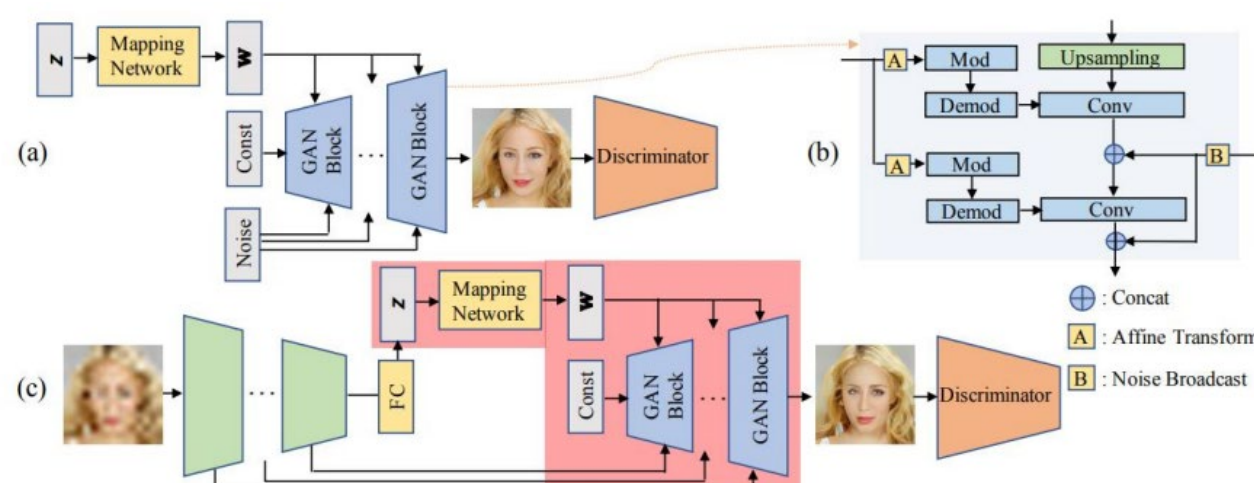 z
Mapping
Network
w
Const
Noise
GAN
Block
...
GAN Block
Discriminator
(a)
A
Mod
Upsampling
Demod
Conv
(b)
B
A
Mod
Demod
Conv
: Concat
A : Affine Transform
B : Noise Broadcast
(c)
...
FC
z
Mapping
Network
w
Const
GAN
Block
...
GAN Block
Discriminator